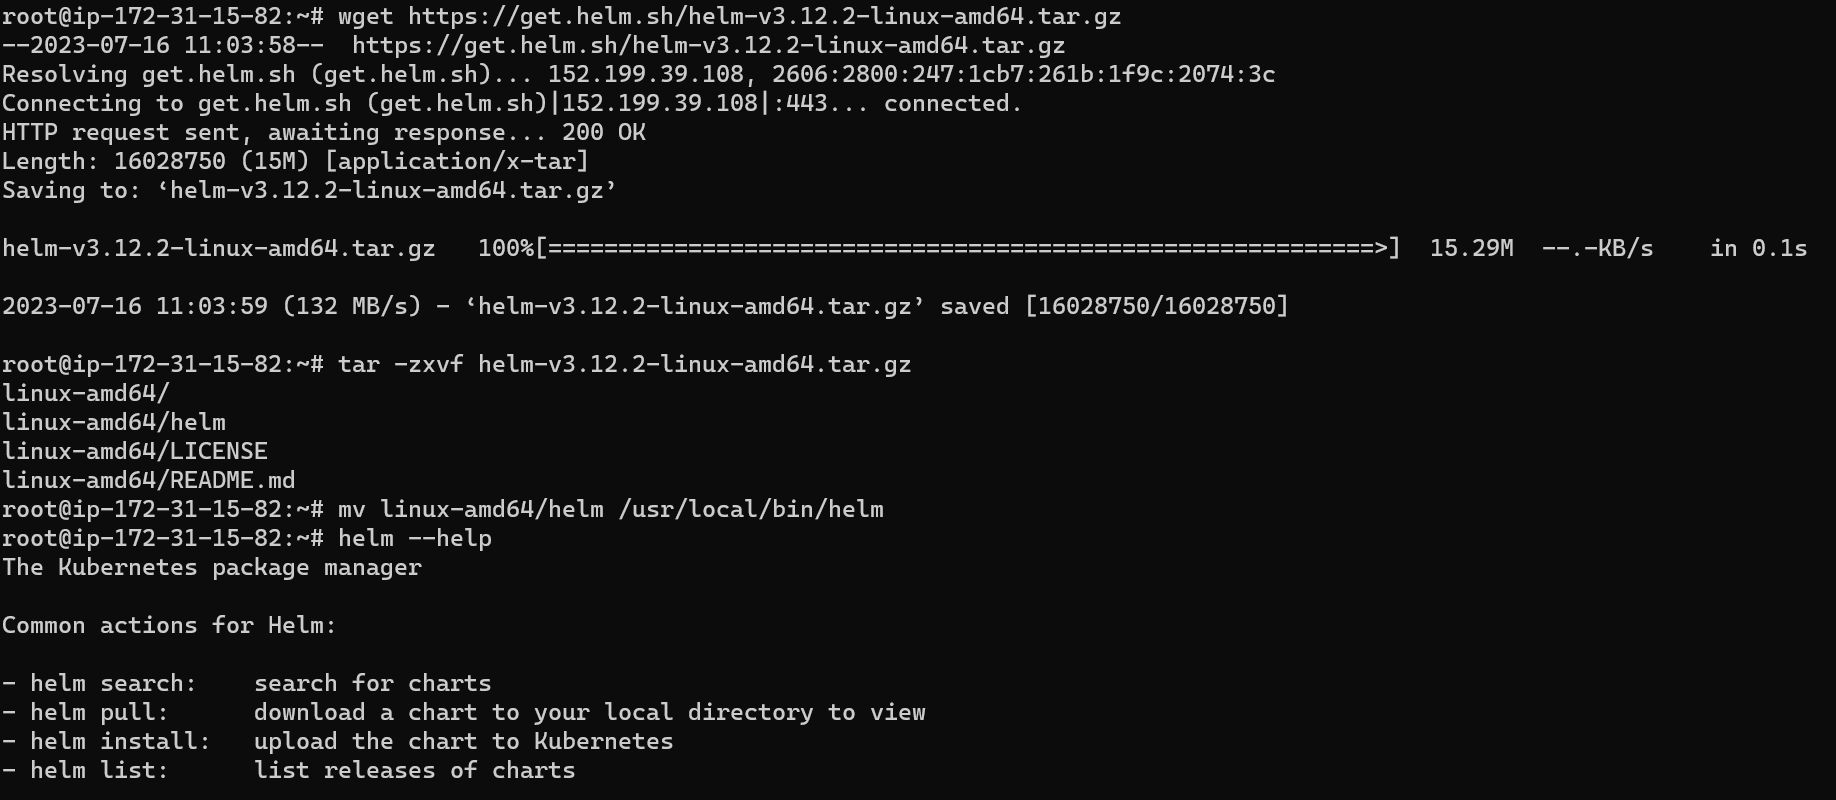 root@ip-172-31-15-82:~# wget https://get.helm.sh/helm-v3.12.2-linux-amd64.tar.gz
--2023-07-16 11:03:58--  https://get.helm.sh/helm-v3.12.2-linux-amd64.tar.gz
Resolving get.helm.sh (get.helm.sh)... 152.199.39.108, 2606:2800:247:1cb7:261b:1f9c:2074:3c
Connecting to get.helm.sh (get.helm.sh)|152.199.39.108|:443... connected.
HTTP request sent, awaiting response... 200 OK
Length: 16028750 (15M) [application/x-tar]
Saving to: ‘helm-v3.12.2-linux-amd64.tar.gz’
helm-v3.12.2-linux-amd64.tar.gz   100%[===========================================================>]  15.29M  --.-KB/s    in 0.1s
2023-07-16 11:03:59 (132 MB/s) - ‘helm-v3.12.2-linux-amd64.tar.gz’ saved [16028750/16028750]
root@ip-172-31-15-82:~# tar -zxvf helm-v3.12.2-linux-amd64.tar.gz
linux-amd64/
linux-amd64/helm
linux-amd64/LICENSE
linux-amd64/README.md
root@ip-172-31-15-82:~# mv linux-amd64/helm /usr/local/bin/helm
root@ip-172-31-15-82:~# helm --help
The Kubernetes package manager
Common actions for Helm:
- helm search:    search for charts
- helm pull:      download a chart to your local directory to view
- helm install:   upload the chart to Kubernetes
- helm list:      list releases of charts